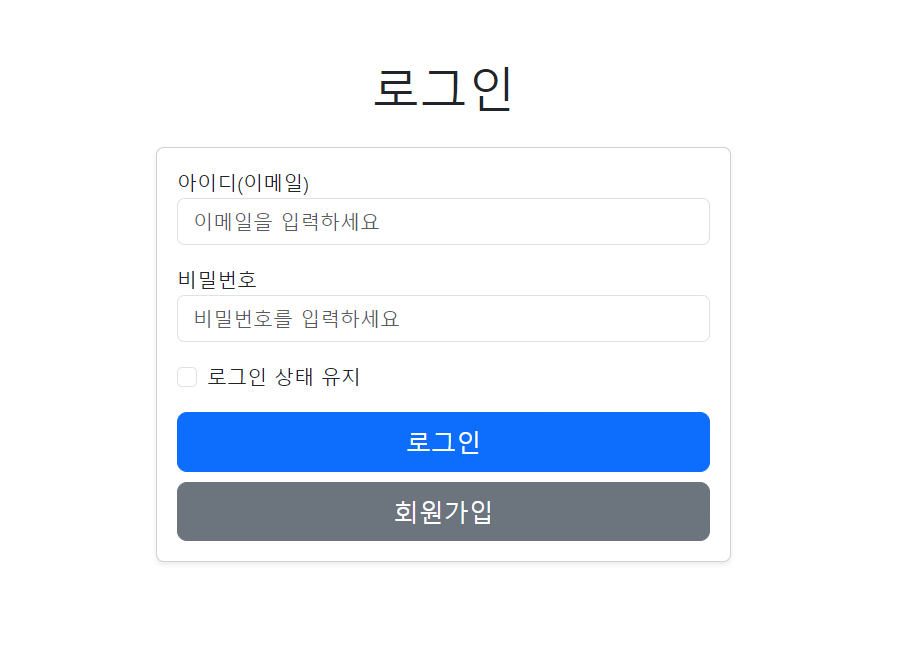 로그인
아이디(이메일)
이메일을 입력하세요
비밀번호
비밀번호를 입력하세요
로그인 상태 유지
로그인
회원가입